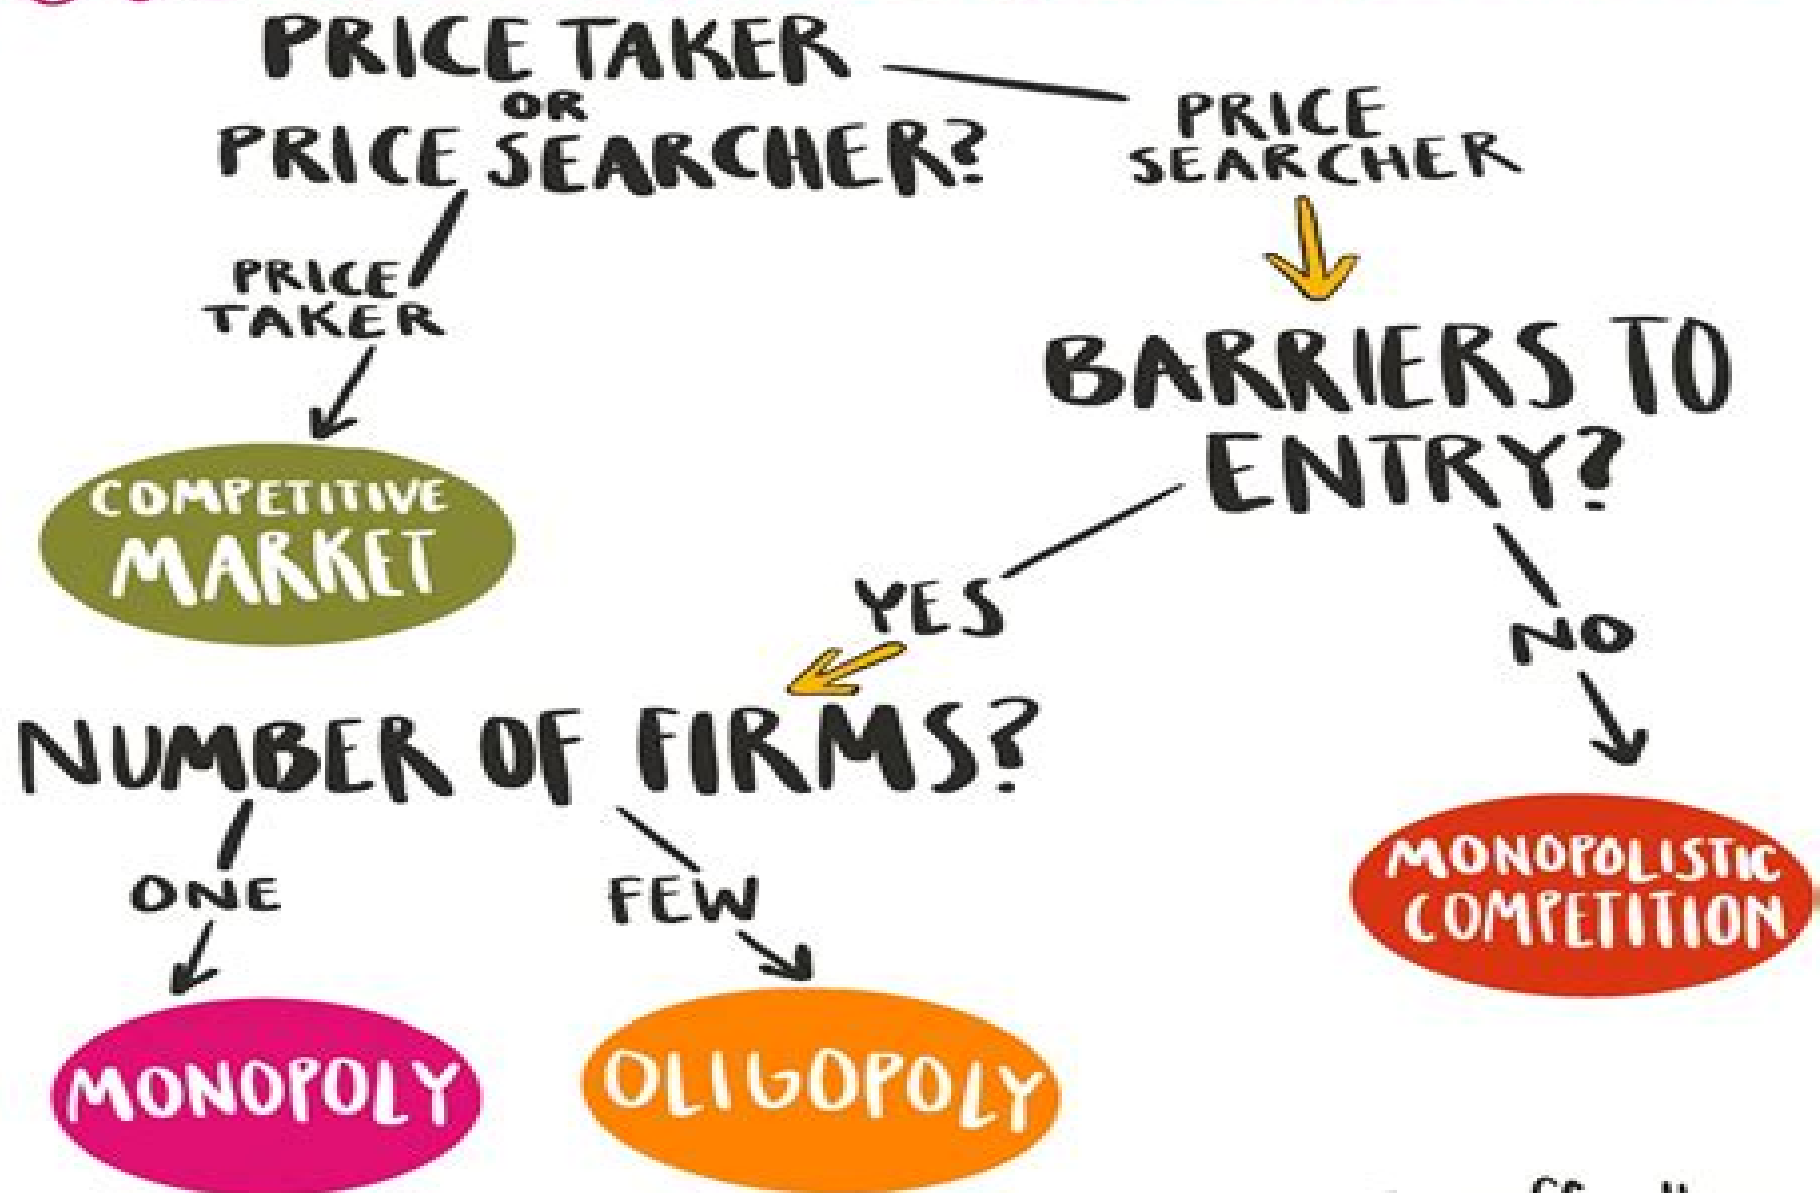 PRICE TAKER
OR
PRICE SEARCHER?
PRICE
SEARCHER
PRICE
TAKER
BARRIERS TO
ENTRY?
COMPETITIVE
MARKET
YES
NO
NUMBER OF FIRMS?
ONE
FEW
MONOPOLISTIC
COMPETITION
MONOPOLY
OLIGOPOLY